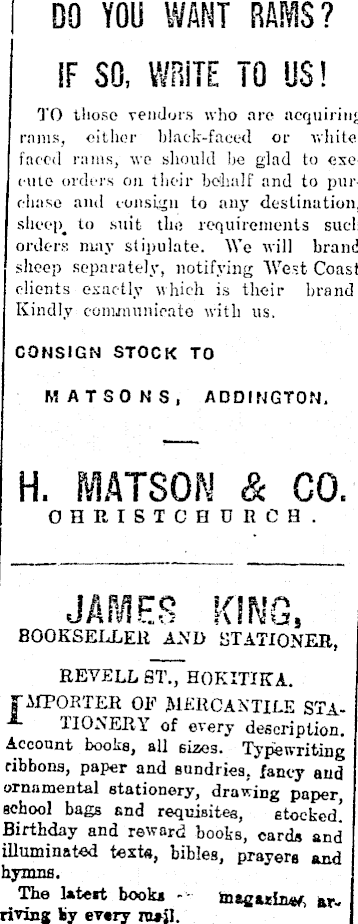 DO YOU WANT RAMS?
IF SO, WRITE TO US!
TO those vendors who are acquiring
rams, either black-faced or white
faced rams, we should be glad to exe-
cute orders on their behalf and to pur-
chase and consign to any destination,
sheep to suit the requirements such
orders may stipulate. We will brand
sheep separately, notifying West Coast
clients exactly which is their brand
Kindly communicate with us.
CONSIGN STOCK TO
MATSONS, ADDINGTON.
H. MATSON & CO.
CHRISTCHURCH.
JAMES KING,
BOOKSELLER AND STATIONER,
REVELL ST., HOKITIKA.
IMPORTER OF MERCANTILE STA-
TIONERY of every description.
Account books, all sizes. Typewriting
ribbons, paper and sundries, fancy and
ornamental stationery, drawing paper,
school bags and requisites, stocked.
Birthday and reward books, cards and
illuminated texts, bibles, prayers and
hymns.
The latest books magazines, ar-
riving by every mail.